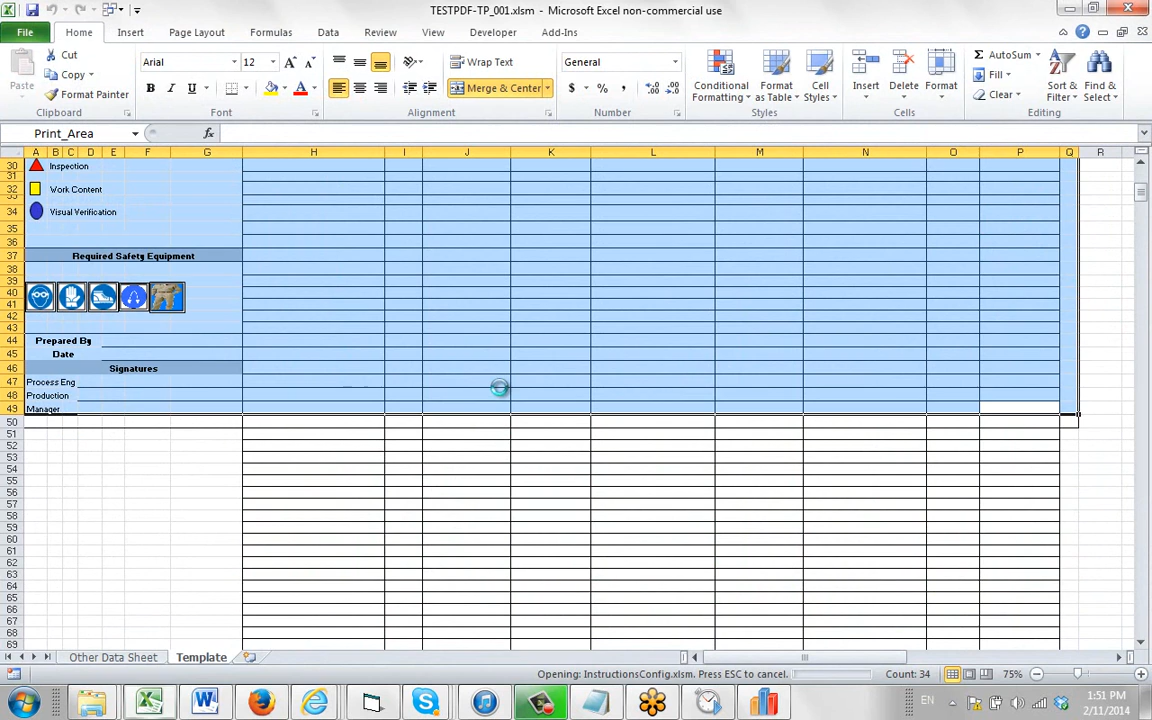 TESTPDF-TP_001.xlsm - Microsoft Excel non-commercial use
File Home Insert Page Layout Formulas Data Review View Developer Add-Ins
Paste
Cut
Copy
Format Painter
Clipboard
Arial 12
B I U
Font
Wrap Text
Merge & Center
Alignment
General
$ % ,
Number
Conditional Formatting
Format as Table
Cell Styles
Styles
Insert Delete Format
Cells
AutoSum
Fill
Clear
Sort & Filter
Find & Select
Editing
Print_Area fx
A B C D E F G H I J K L M N O P Q R
30 Inspection
31
32 Work Content
33
34 Visual Verification
35
36
37 Required Safety Equipment
38
39
40
41
42
43
44 Prepared By
45 Date
46 Signatures
47 Process Eng
48 Production
49 Manager
50
51
52
53
54
55
56
57
58
59
60
61
62
63
64
65
66
67
68
69
Other Data Sheet Template
Opening: InstructionsConfig.xlsm. Press ESC to cancel. Count: 34 75%
EN 1:51 PM
2/11/2014